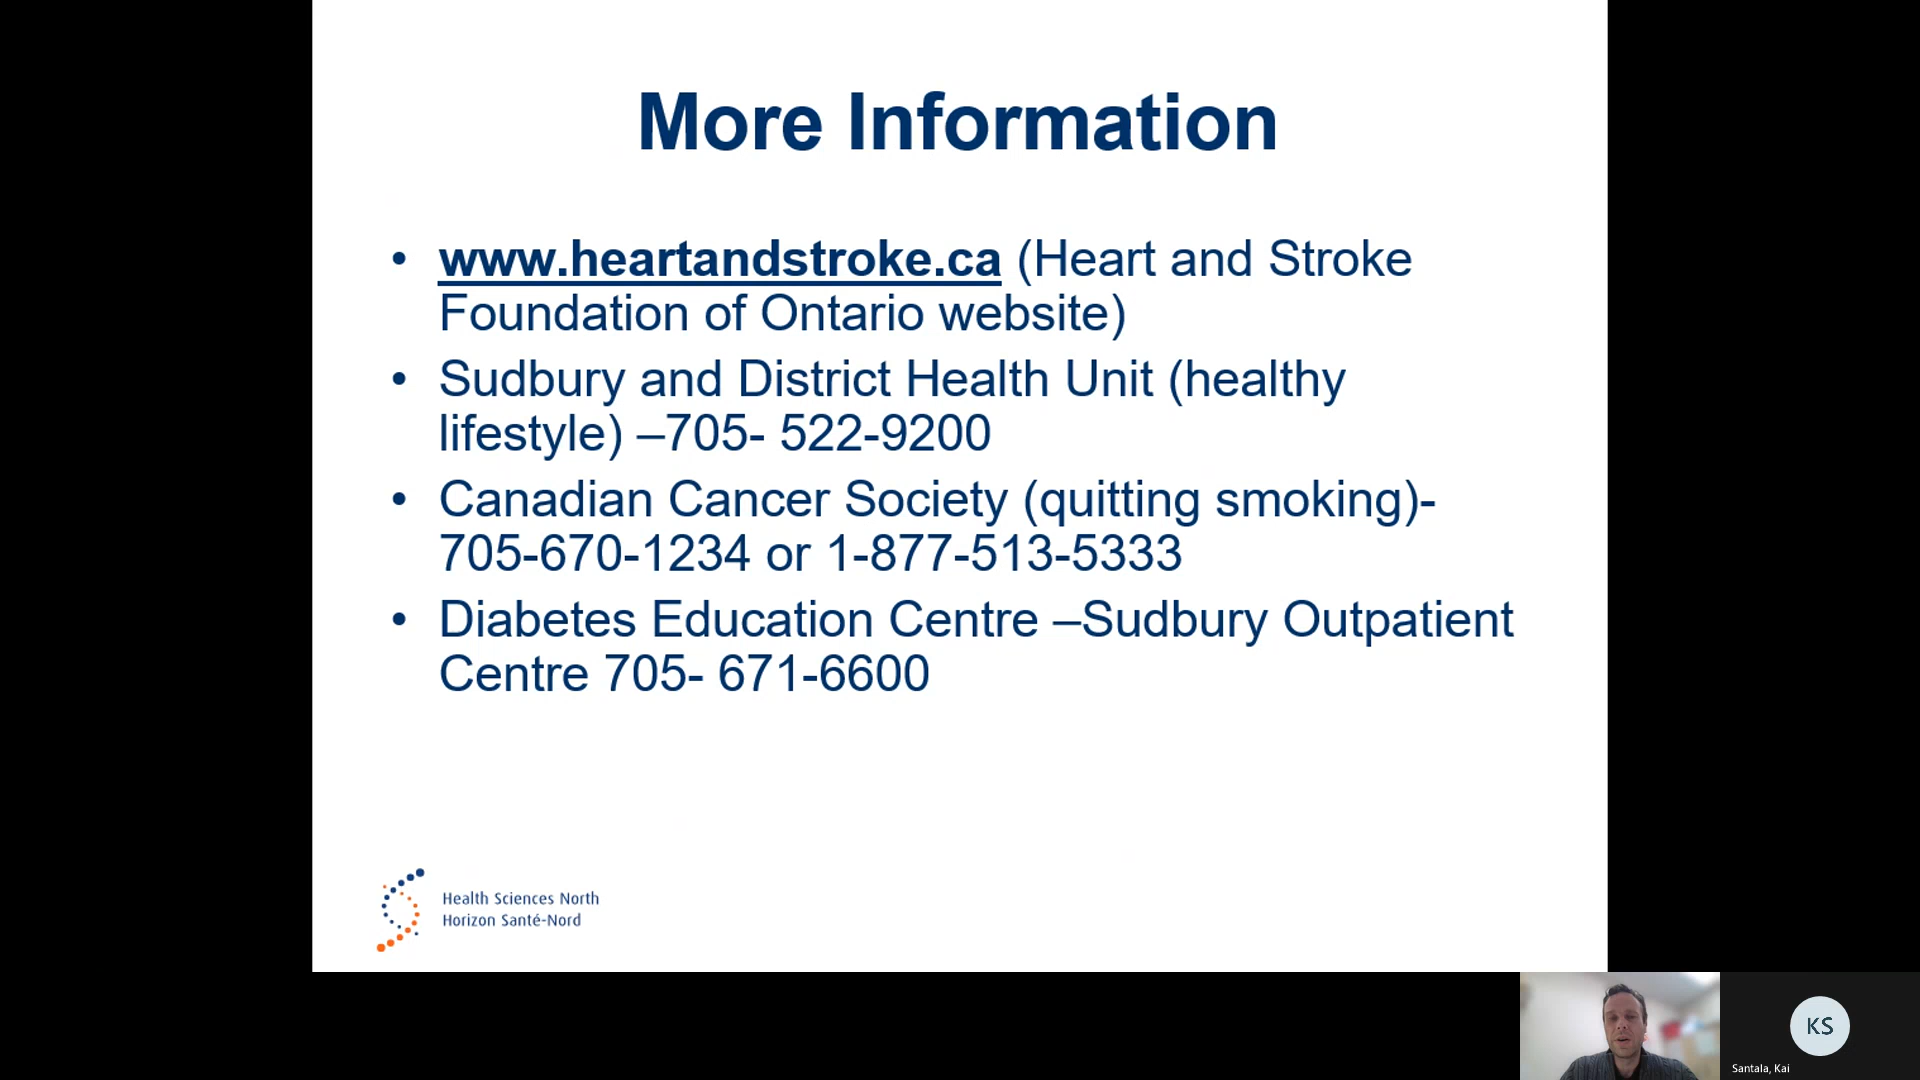 More Information
• www.heartandstroke.ca (Heart and Stroke
Foundation of Ontario website)
• Sudbury and District Health Unit (healthy
lifestyle) –705- 522-9200
• Canadian Cancer Society (quitting smoking)-
705-670-1234 or 1-877-513-5333
• Diabetes Education Centre –Sudbury Outpatient
Centre 705- 671-6600
Health Sciences North
Horizon Santé-Nord
KS
Santala, Kai